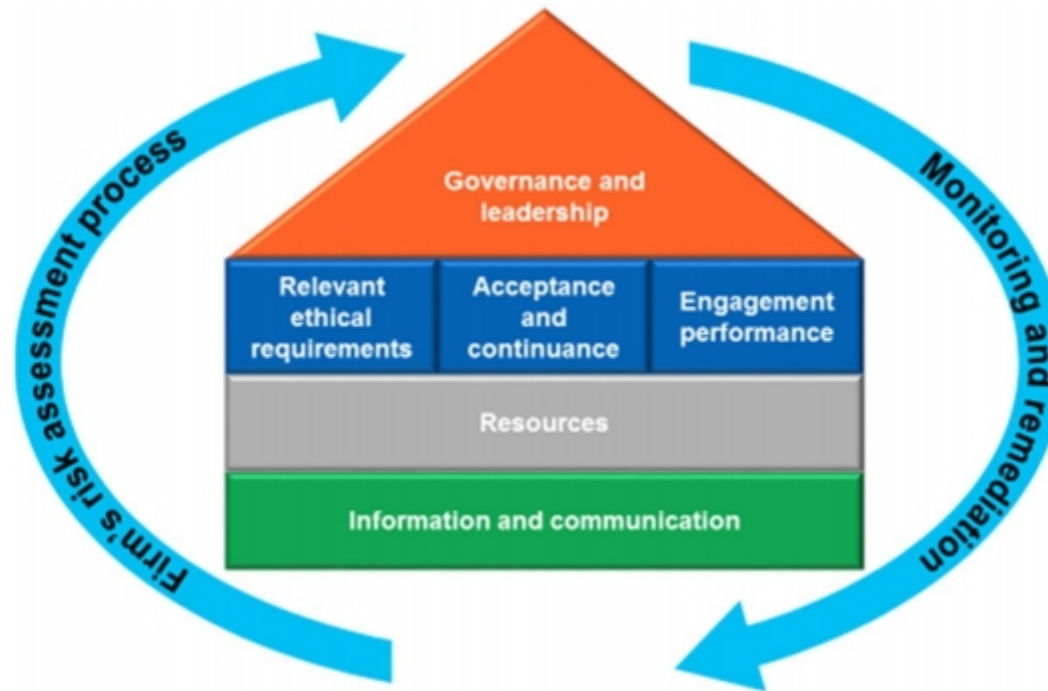 Firm's risk assessment process
Monitoring and remediation
Governance and
leadership
Relevant
ethical
requirements
Acceptance
and
continuance
Engagement
performance
Resources
Information and communication